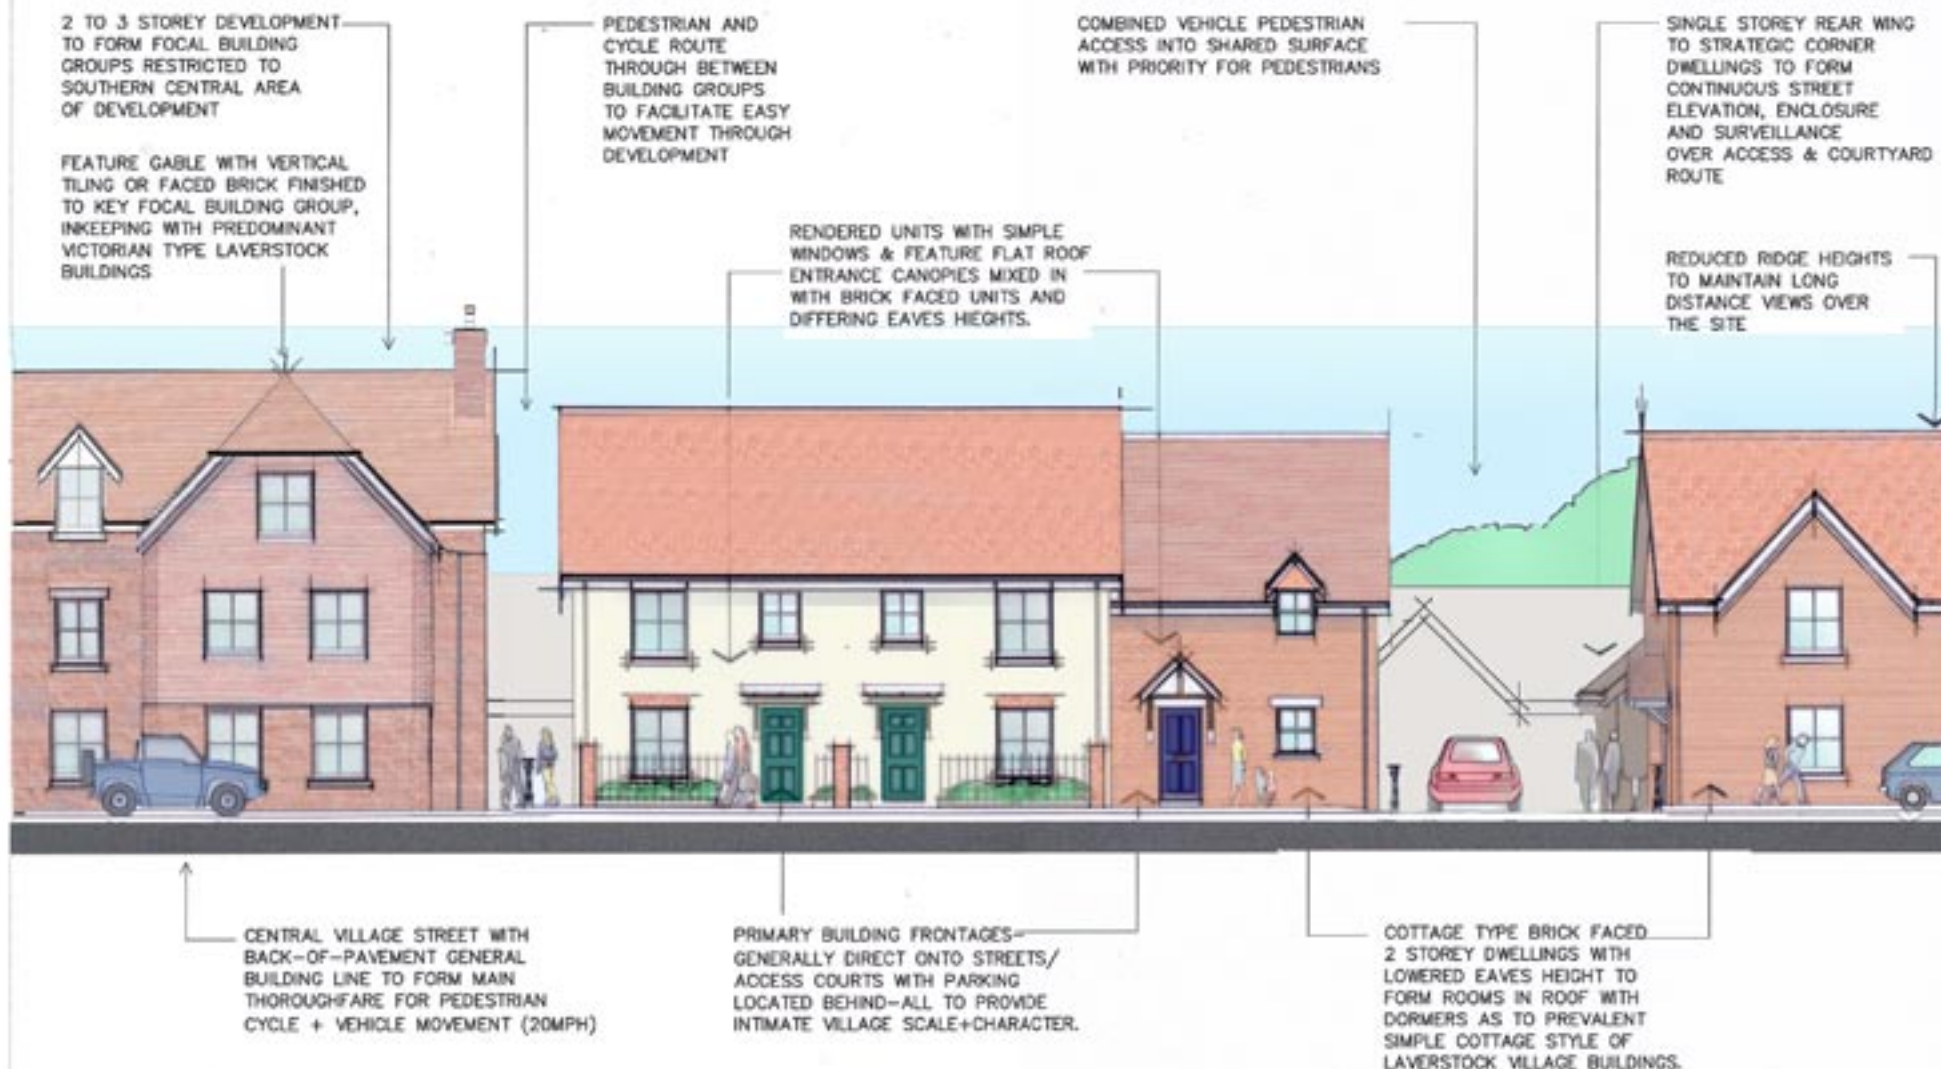 2 TO 3 STOREY DEVELOPMENT
TO FORM FOCAL BUILDING
GROUPS RESTRICTED TO
SOUTHERN CENTRAL AREA
OF DEVELOPMENT
FEATURE GABLE WITH VERTICAL
TILING OR FACED BRICK FINISHED
TO KEY FOCAL BUILDING GROUP,
INKEEPING WITH PREDOMINANT
VICTORIAN TYPE LAVERSTOCK
BUILDINGS
PEDESTRIAN AND
CYCLE ROUTE
THROUGH BETWEEN
BUILDING GROUPS
TO FACILITATE EASY
MOVEMENT THROUGH
DEVELOPMENT
RENDERED UNITS WITH SIMPLE
WINDOWS & FEATURE FLAT ROOF
ENTRANCE CANOPIES MIXED IN
WITH BRICK FACED UNITS AND
DIFFERING EAVES HIEGHTS.
COMBINED VEHICLE PEDESTRIAN
ACCESS INTO SHARED SURFACE
WITH PRIORITY FOR PEDESTRIANS
SINGLE STOREY REAR WING
TO STRATEGIC CORNER
DWELLINGS TO FORM
CONTINUOUS STREET
ELEVATION, ENCLOSURE
AND SURVEILLANCE
OVER ACCESS & COURTYARD
ROUTE
REDUCED RIDGE HEIGHTS
TO MAINTAIN LONG
DISTANCE VIEWS OVER
THE SITE
CENTRAL VILLAGE STREET WITH
BACK-OF-PAVEMENT GENERAL
BUILDING LINE TO FORM MAIN
THOROUGHFARE FOR PEDESTRIAN
CYCLE + VEHICLE MOVEMENT (20MPH)
PRIMARY BUILDING FRONTAGES-
GENERALLY DIRECT ONTO STREETS/
ACCESS COURTS WITH PARKING
LOCATED BEHIND-ALL TO PROVIDE
INTIMATE VILLAGE SCALE+CHARACTER.
COTTAGE TYPE BRICK FACED
2 STOREY DWELLINGS WITH
LOWERED EAVES HEIGHT TO
FORM ROOMS IN ROOF WITH
DORMERS AS TO PREVALENT
SIMPLE COTTAGE STYLE OF
LAVERSTOCK VILLAGE BUILDINGS.